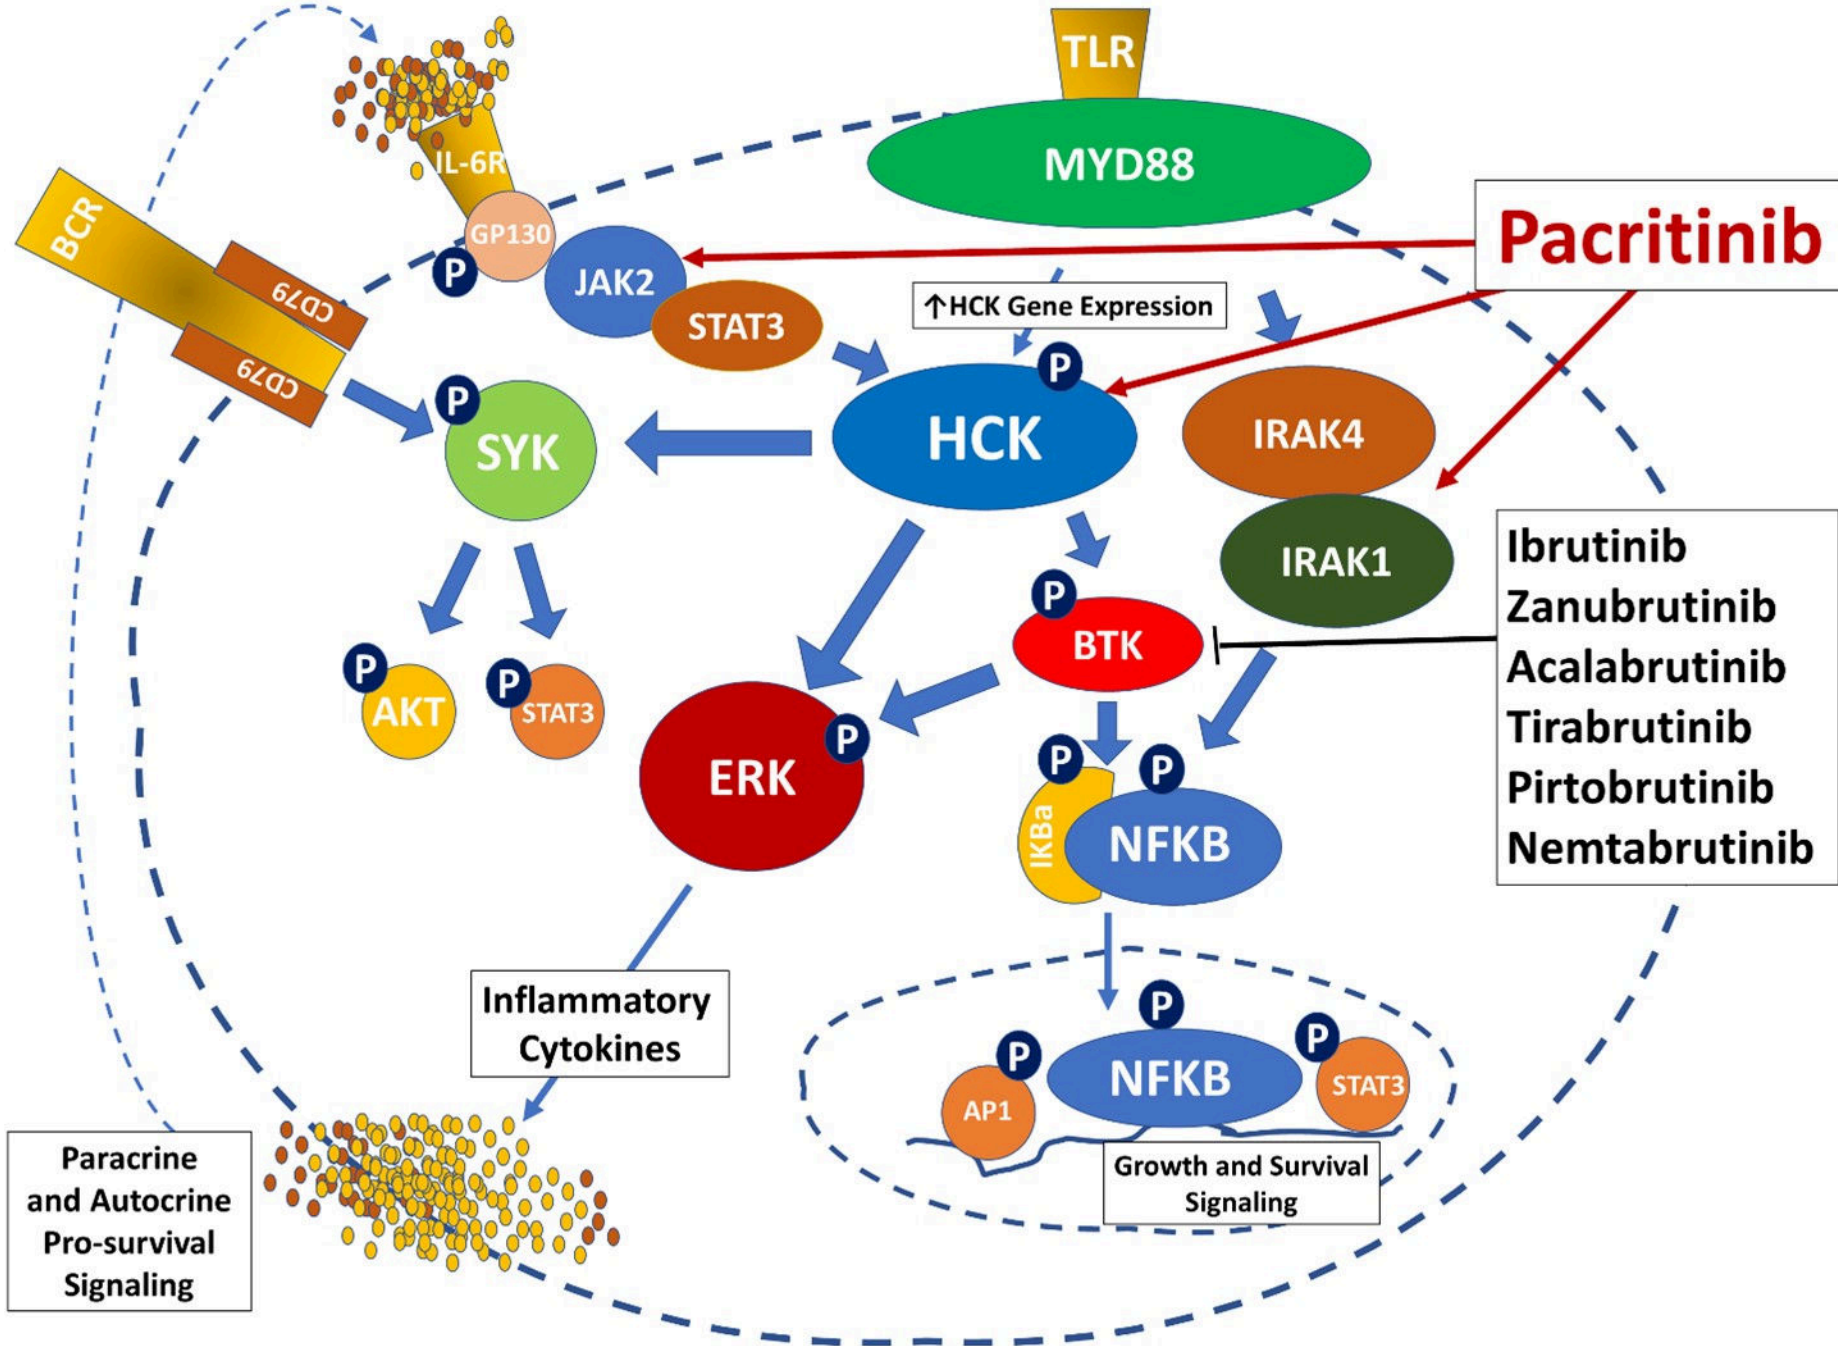 TLR
MYD88
IL-6R
GP130
P
BCR
CD79
CD79
JAK2
STAT3
Pacritinib
↑HCK Gene Expression
P
HCK
P
SYK
IRAK4
IRAK1
P
BTK
Ibrutinib
Zanubrutinib
Acalabrutinib
Tirabrutinib
Pirtobrutinib
Nemtabrutinib
P
AKT
P
STAT3
P
ERK
P
IKBa
P
NFKB
Inflammatory
Cytokines
P
AP1
P
NFKB
P
STAT3
Growth and Survival
Signaling
Paracrine
and Autocrine
Pro-survival
Signaling